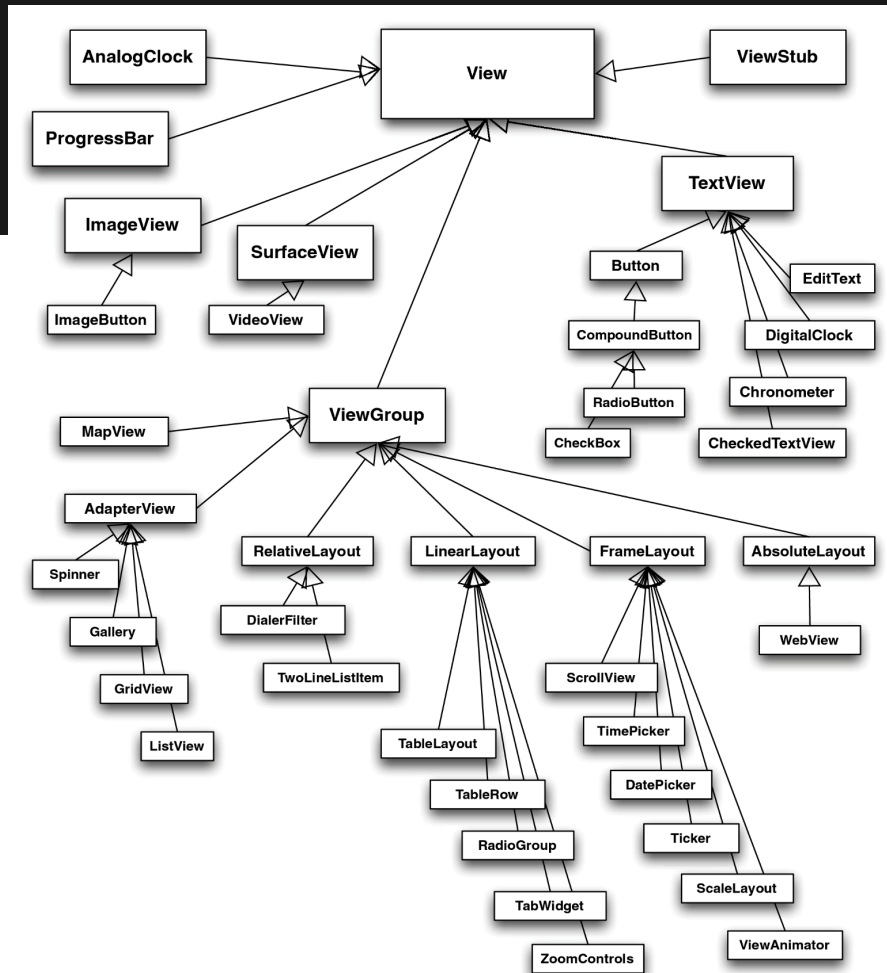 AnalogClock
View
ViewStub
ProgressBar
TextView
ImageView
SurfaceView
Button
EditText
ImageButton
VideoView
CompoundButton
DigitalClock
Chronometer
RadioButton
ViewGroup
MapView
CheckBox
CheckedTextView
AdapterView
RelativeLayout
LinearLayout
FrameLayout
AbsoluteLayout
Spinner
DialerFilter
Gallery
WebView
TwoLineListItem
ScrollView
GridView
TimePicker
ListView
TableLayout
DatePicker
TableRow
Ticker
RadioGroup
ScaleLayout
TabWidget
ViewAnimator
ZoomControls